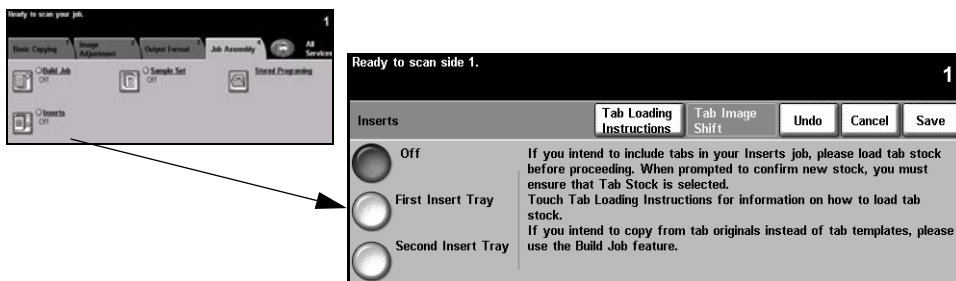 Ready to scan your job.
1
Basic Copying
Image Adjustment
Output Format
Job Assembly
All Services
Build Job
Off
Sample Set
Off
Stored Programing
Inserts
Off
Ready to scan side 1.
1
Inserts
Tab Loading Instructions
Tab Image Shift
Undo
Cancel
Save
Off
First Insert Tray
Second Insert Tray
If you intend to include tabs in your Inserts job, please load tab stock
before proceeding. When prompted to confirm new stock, you must
ensure that Tab Stock is selected.
Touch Tab Loading Instructions for information on how to load tab
stock.
If you intend to copy from tab originals instead of tab templates, please
use the Build Job feature.